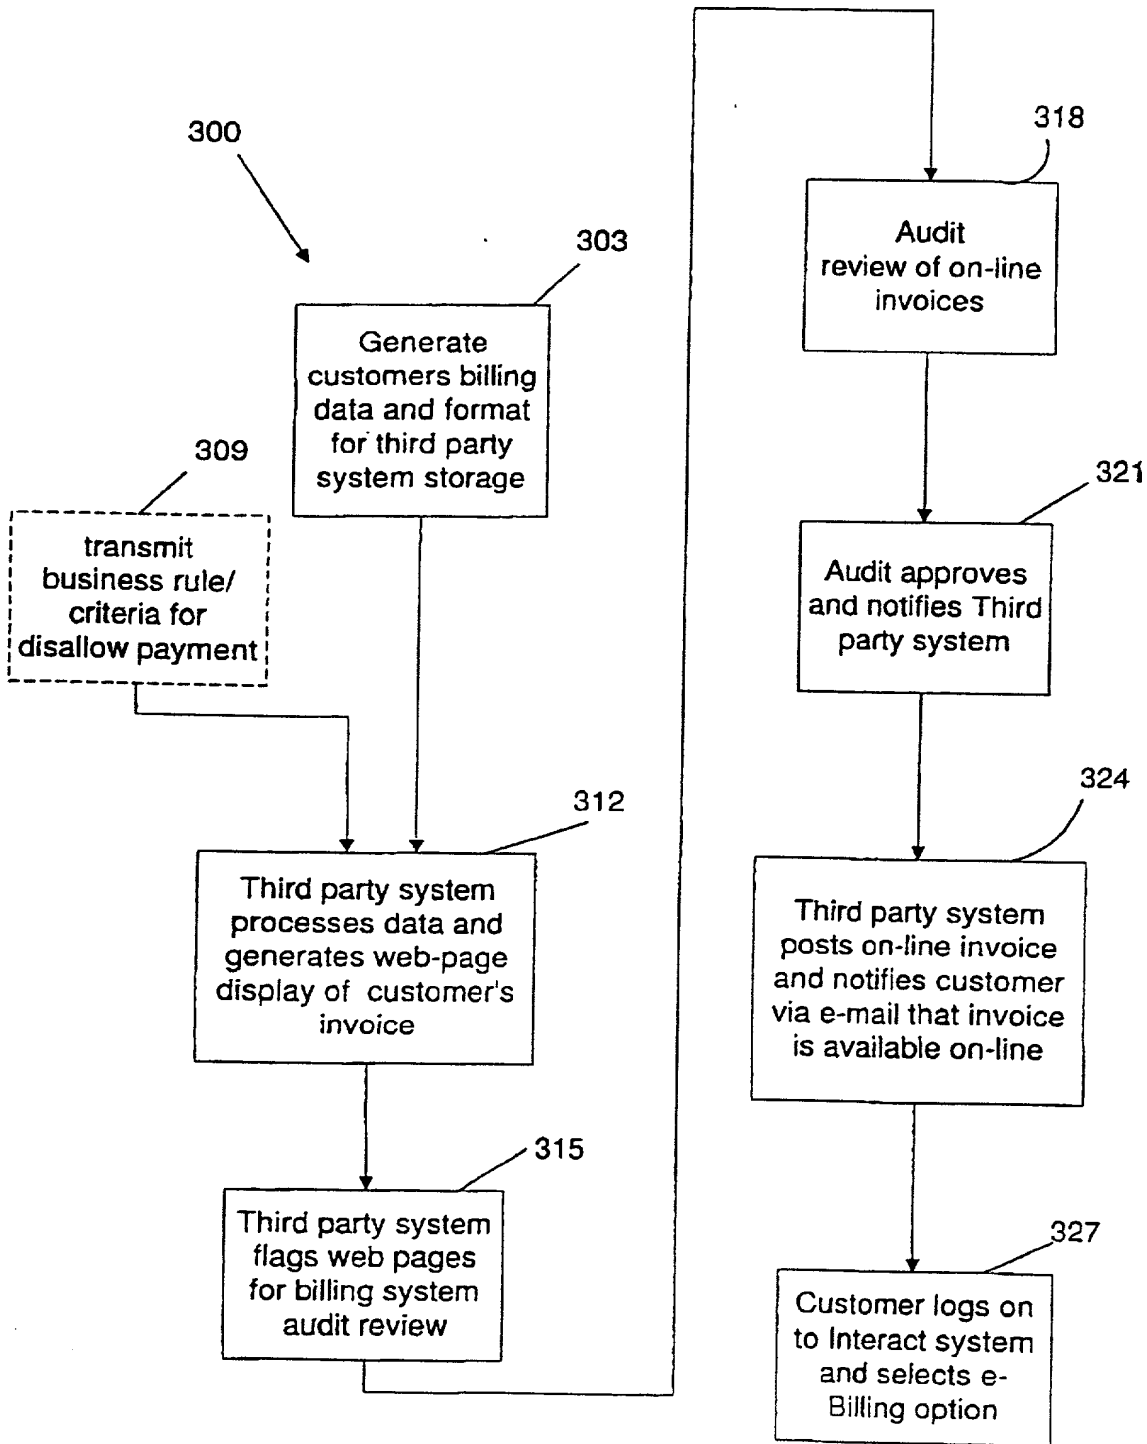 300
303
Generate
customers billing
data and format
for third party
system storage
309
transmit
business rule/
criteria for
disallow payment
312
Third party system
processes data and
generates web-page
display of customer's
invoice
315
Third party system
flags web pages
for billing system
audit review
318
Audit
review of on-line
invoices
321
Audit approves
and notifies Third
party system
324
Third party system
posts on-line invoice
and notifies customer
via e-mail that invoice
is available on-line
327
Customer logs on
to Interact system
and selects e-
Billing option